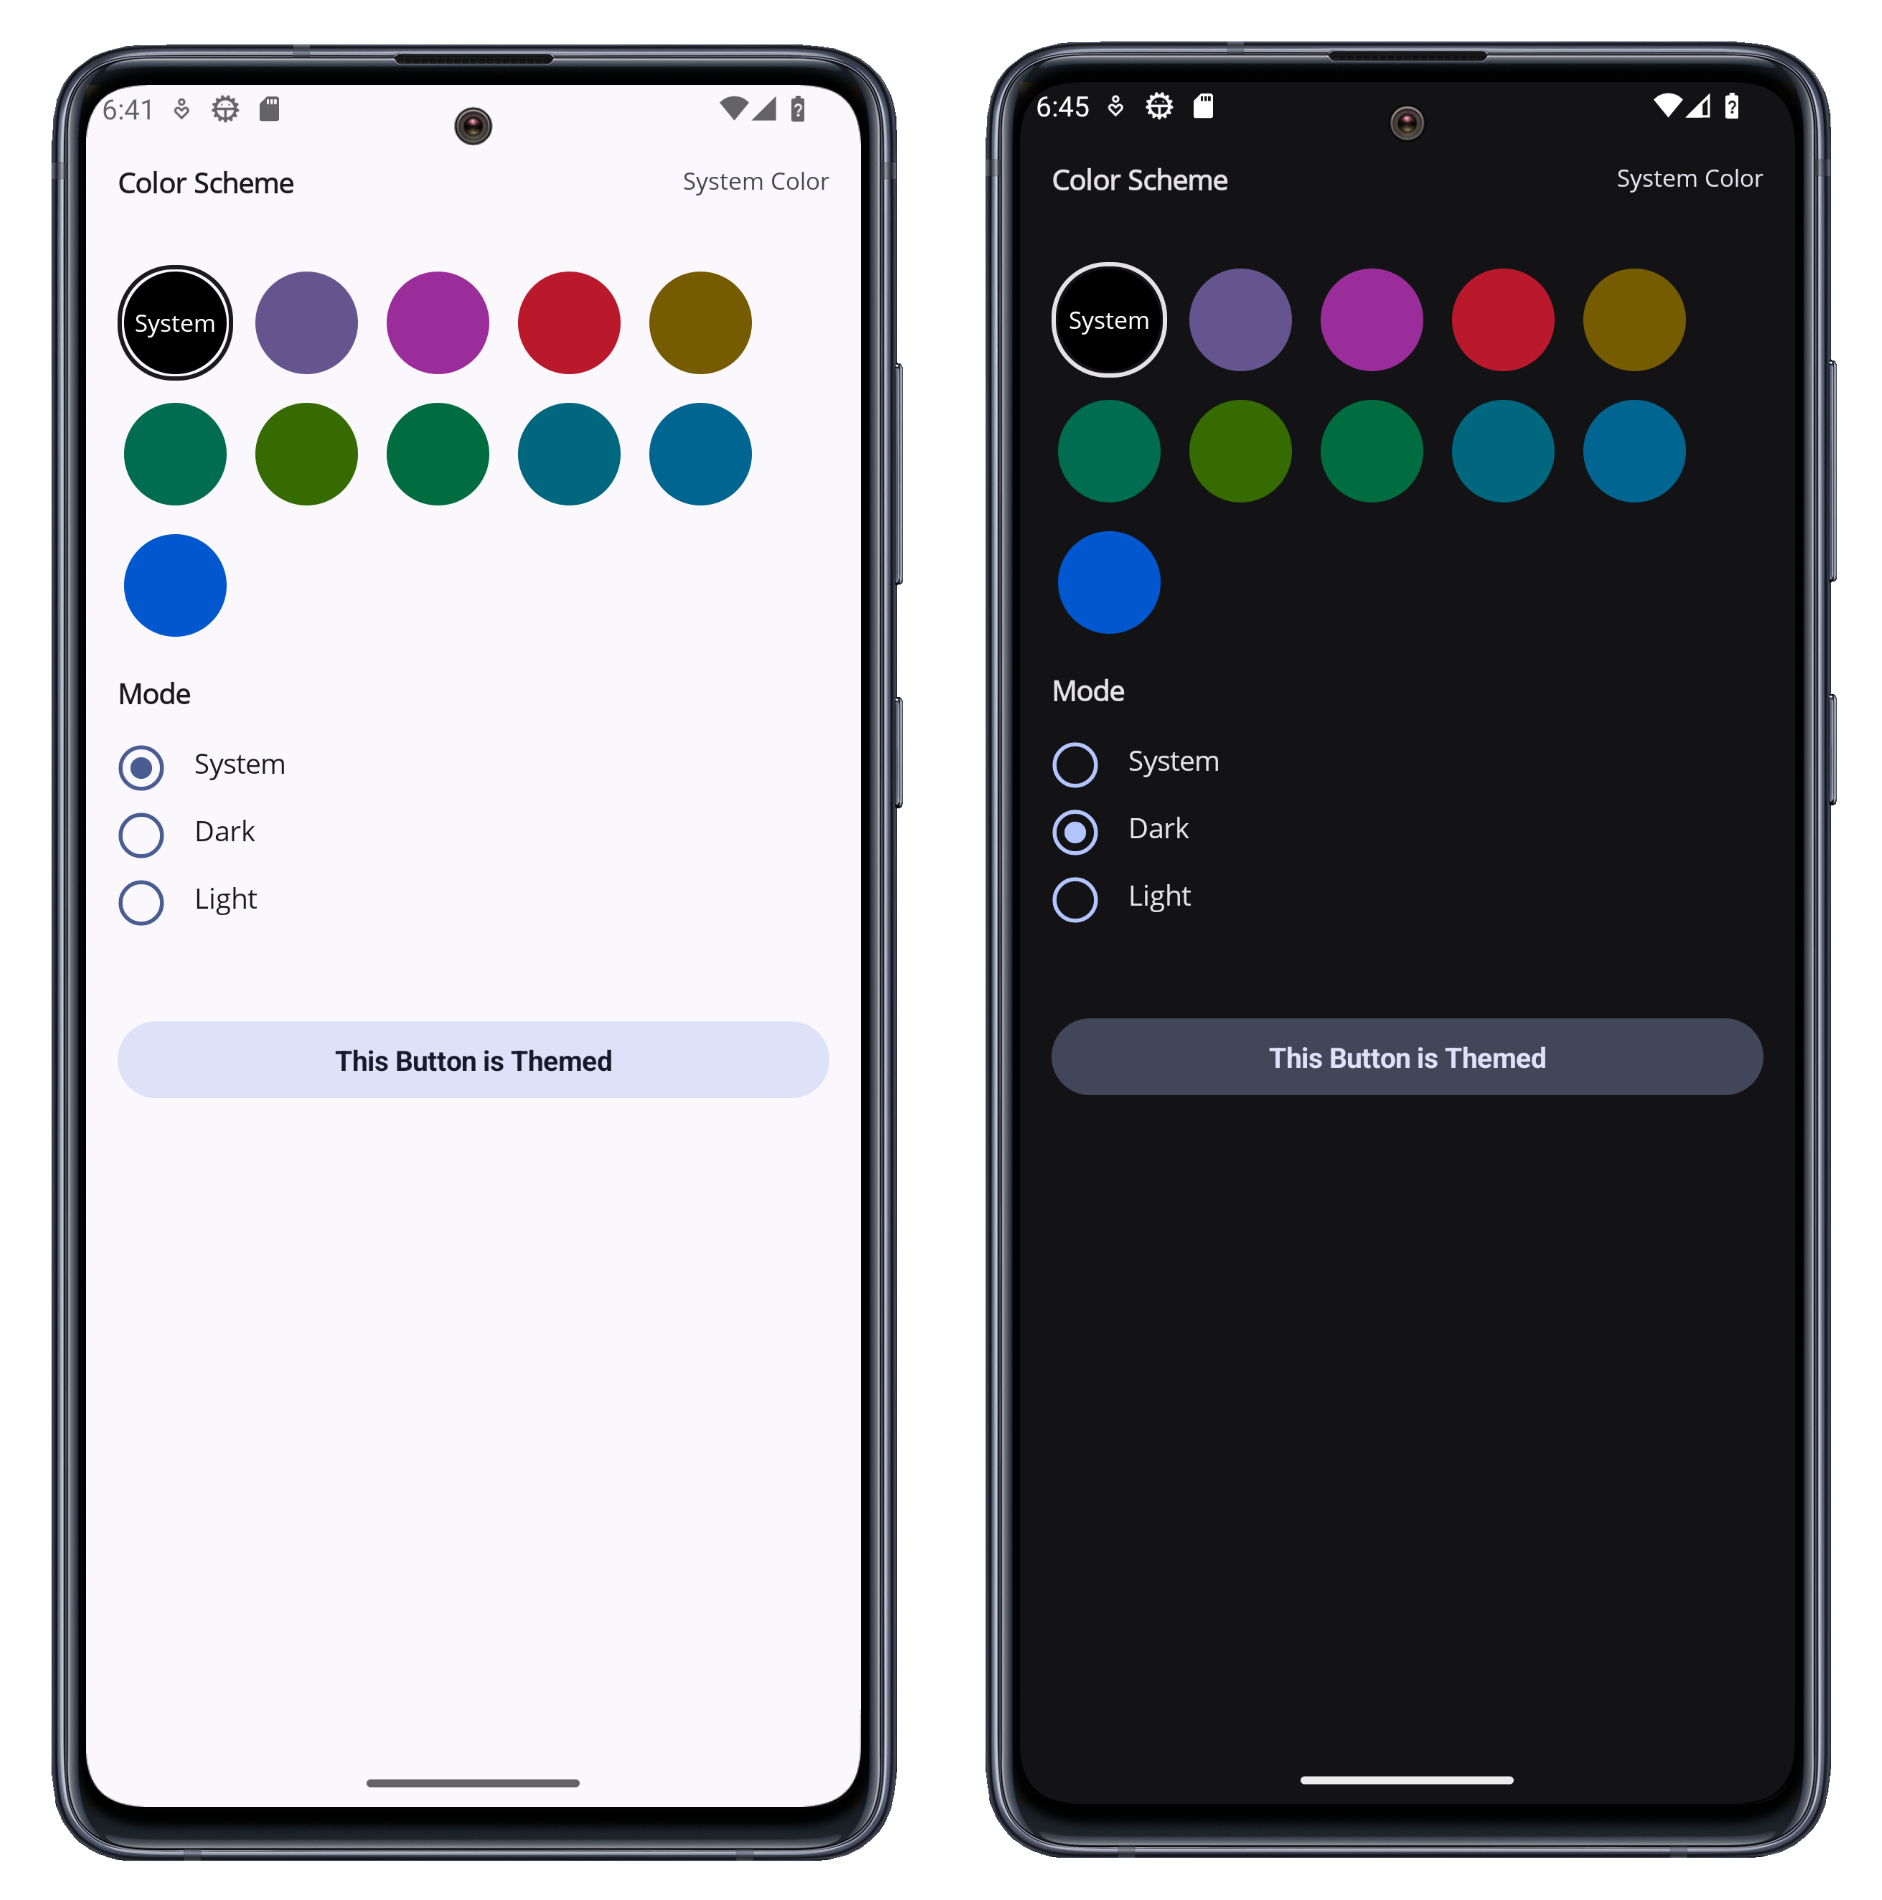 6:41
Color Scheme
System Color
System
Mode
System
Dark
Light
This Button is Themed
6:45
Color Scheme
System Color
System
Mode
System
Dark
Light
This Button is Themed